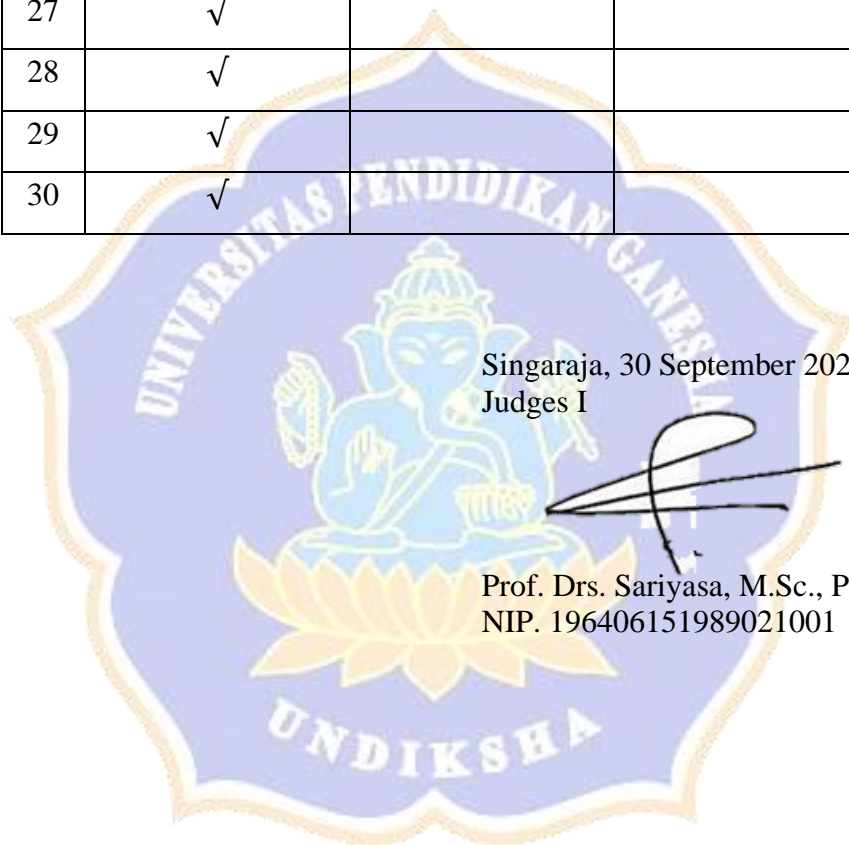 27 √
28 √
29 √
30 √
UNIVERSITAS PENDIDIKAN GANESHA
Singaraja, 30 September 202
Judges I
Prof. Drs. Sariyasa, M.Sc., P
NIP. 196406151989021001
UNDIKSHA